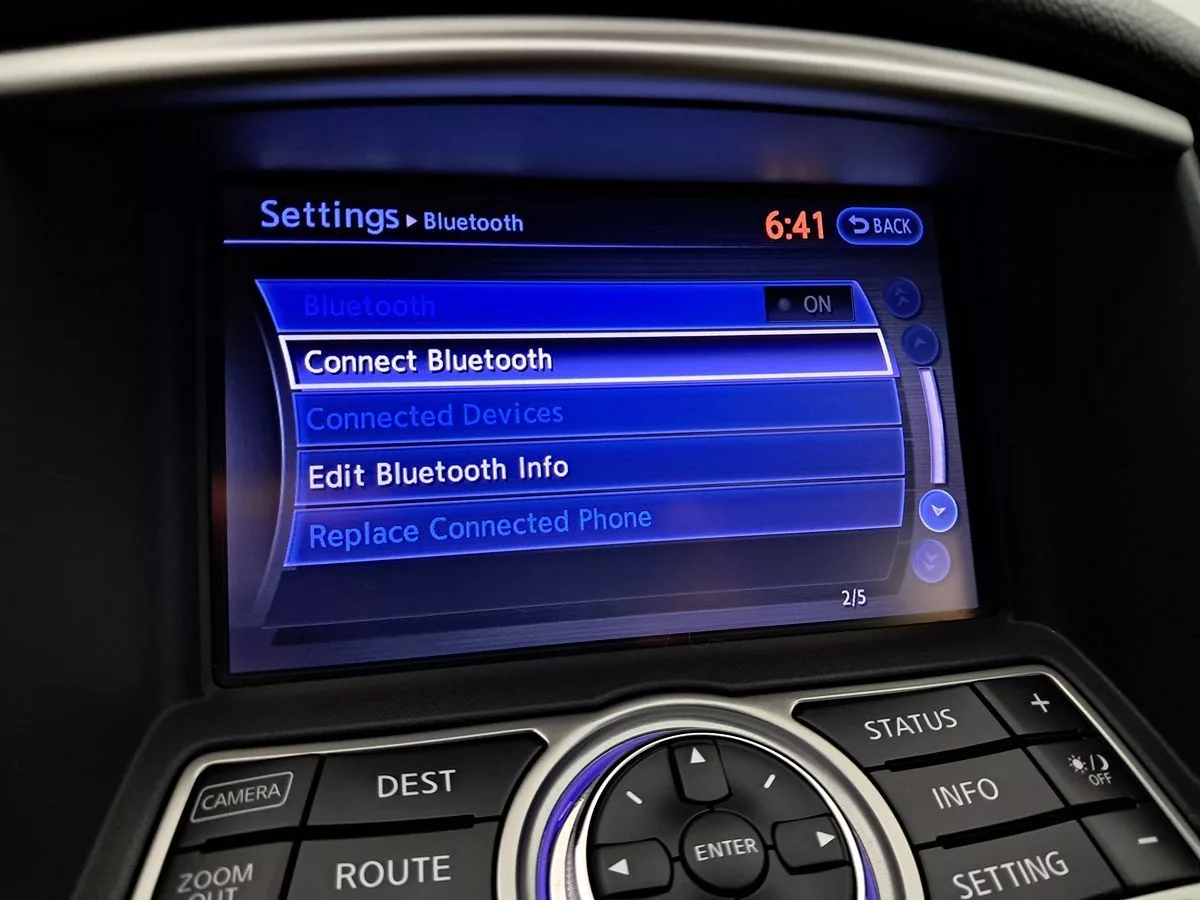 Settings ▸ Bluetooth
6:41
BACK
Bluetooth
ON
Connect Bluetooth
Connected Devices
Edit Bluetooth Info
Replace Connected Phone
2/5
CAMERA
DEST
STATUS
+
ZOOM OUT
ROUTE
ENTER
INFO
OFF
SETTING
-